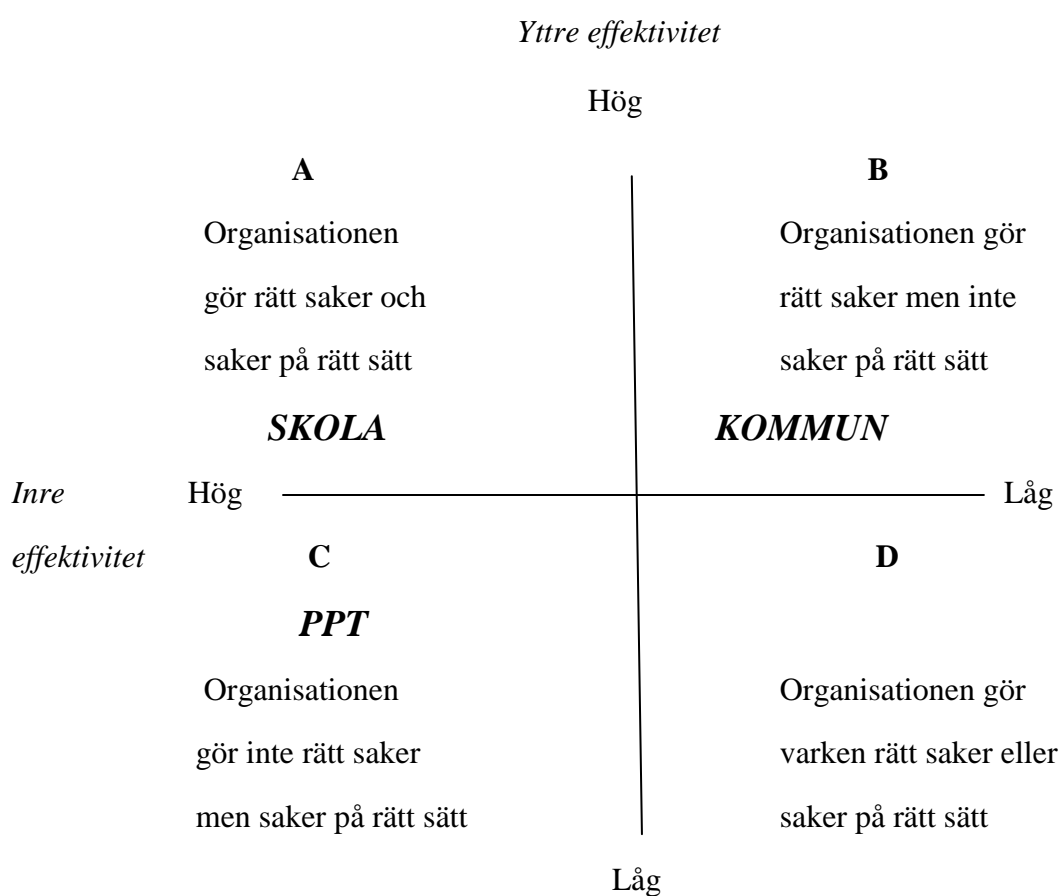 Yttre effektivitet
Hög
A
Organisationen
gör rätt saker och
saker på rätt sätt
SKOLA
B
Organisationen gör
rätt saker men inte
saker på rätt sätt
KOMMUN
Inre
effektivitet
Hög
Låg
C
PPT
Organisationen
gör inte rätt saker
men saker på rätt sätt
D
Organisationen gör
varken rätt saker eller
saker på rätt sätt
Låg